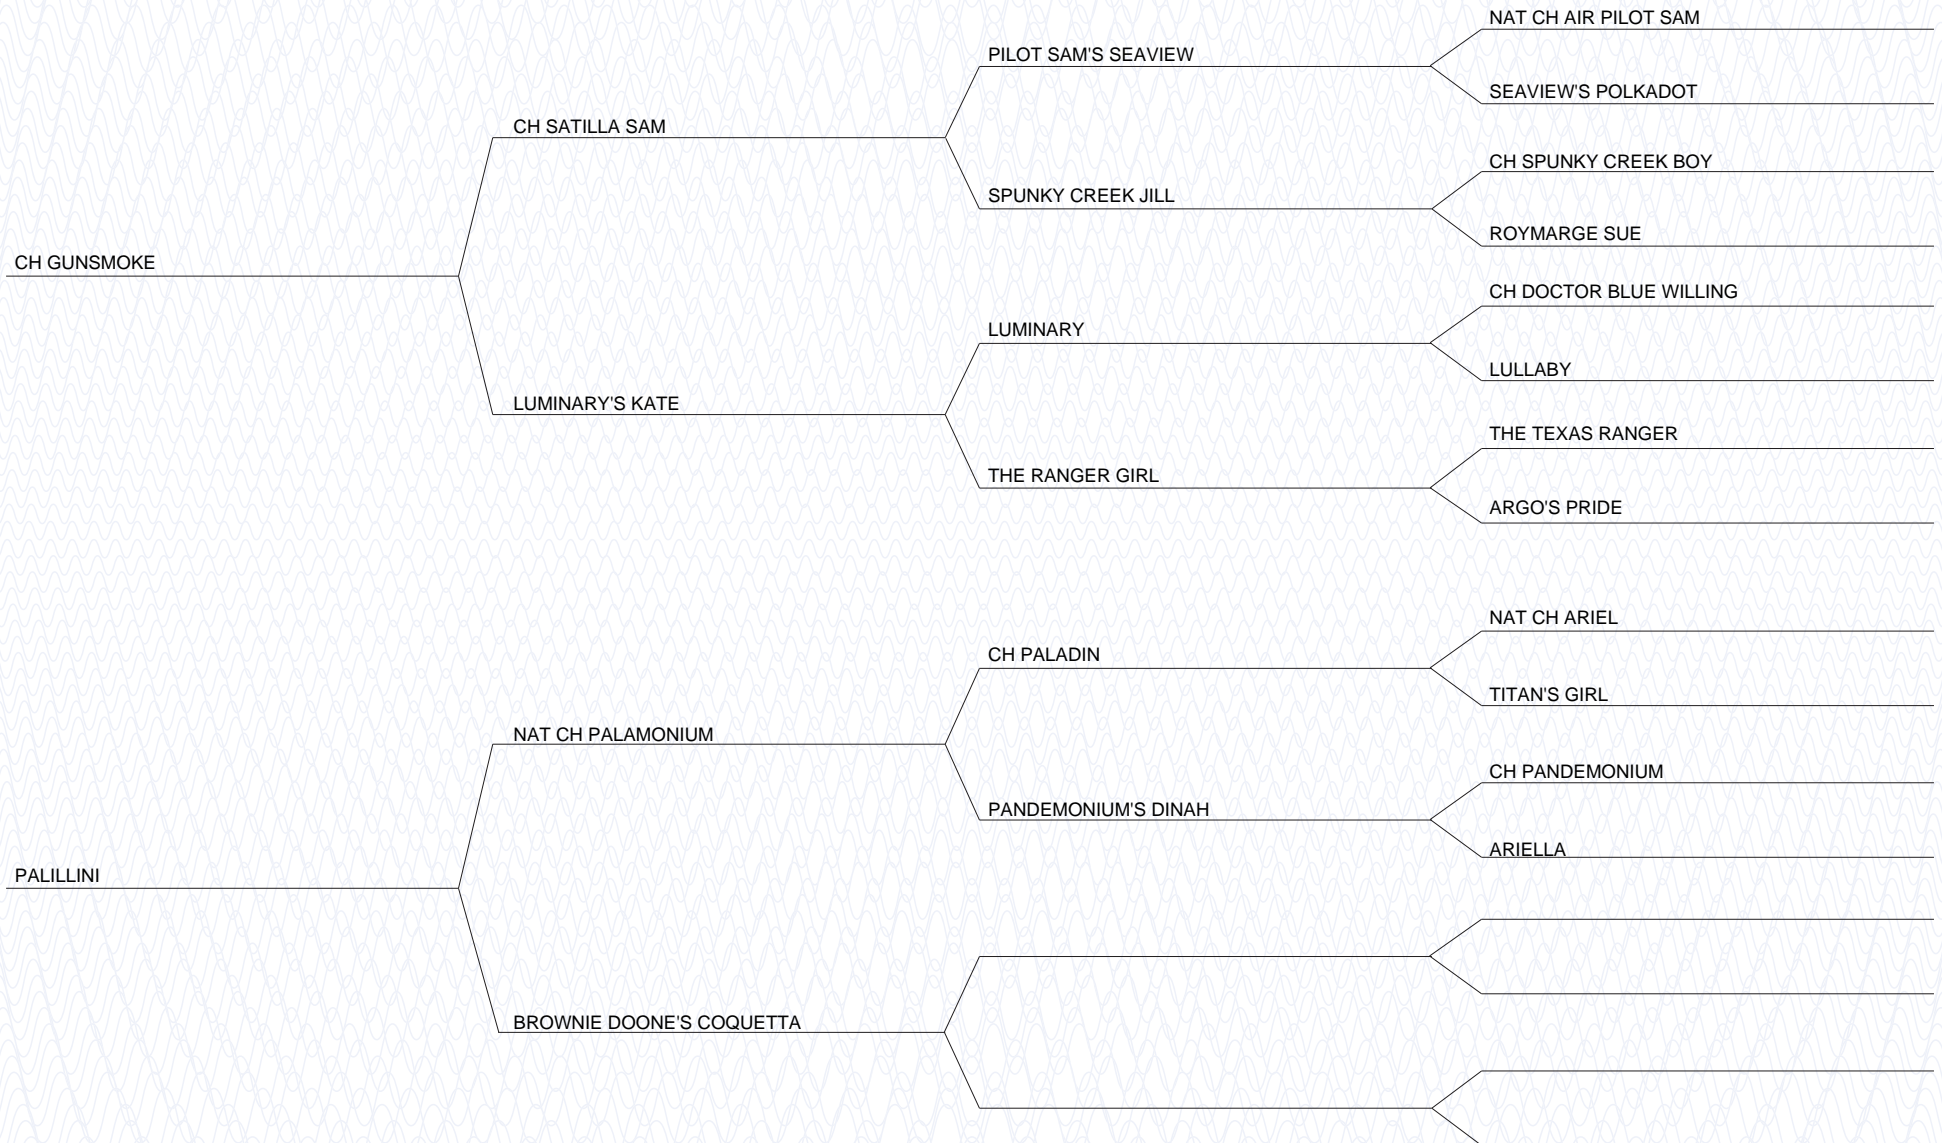 NAT CH AIR PILOT SAM
PILOT SAM'S SEAVIEW
SEAVIEW'S POLKADOT
CH SATILLA SAM
CH SPUNKY CREEK BOY
SPUNKY CREEK JILL
ROYMARGE SUE
CH GUNSMOKE
CH DOCTOR BLUE WILLING
LUMINARY
LULLABY
LUMINARY'S KATE
THE TEXAS RANGER
THE RANGER GIRL
ARGO'S PRIDE
NAT CH ARIEL
CH PALADIN
TITAN'S GIRL
NAT CH PALAMONIUM
CH PANDEMONIUM
PANDEMONIUM'S DINAH
ARIELLA
PALILLINI
BROWNIE DOONE'S COQUETTA